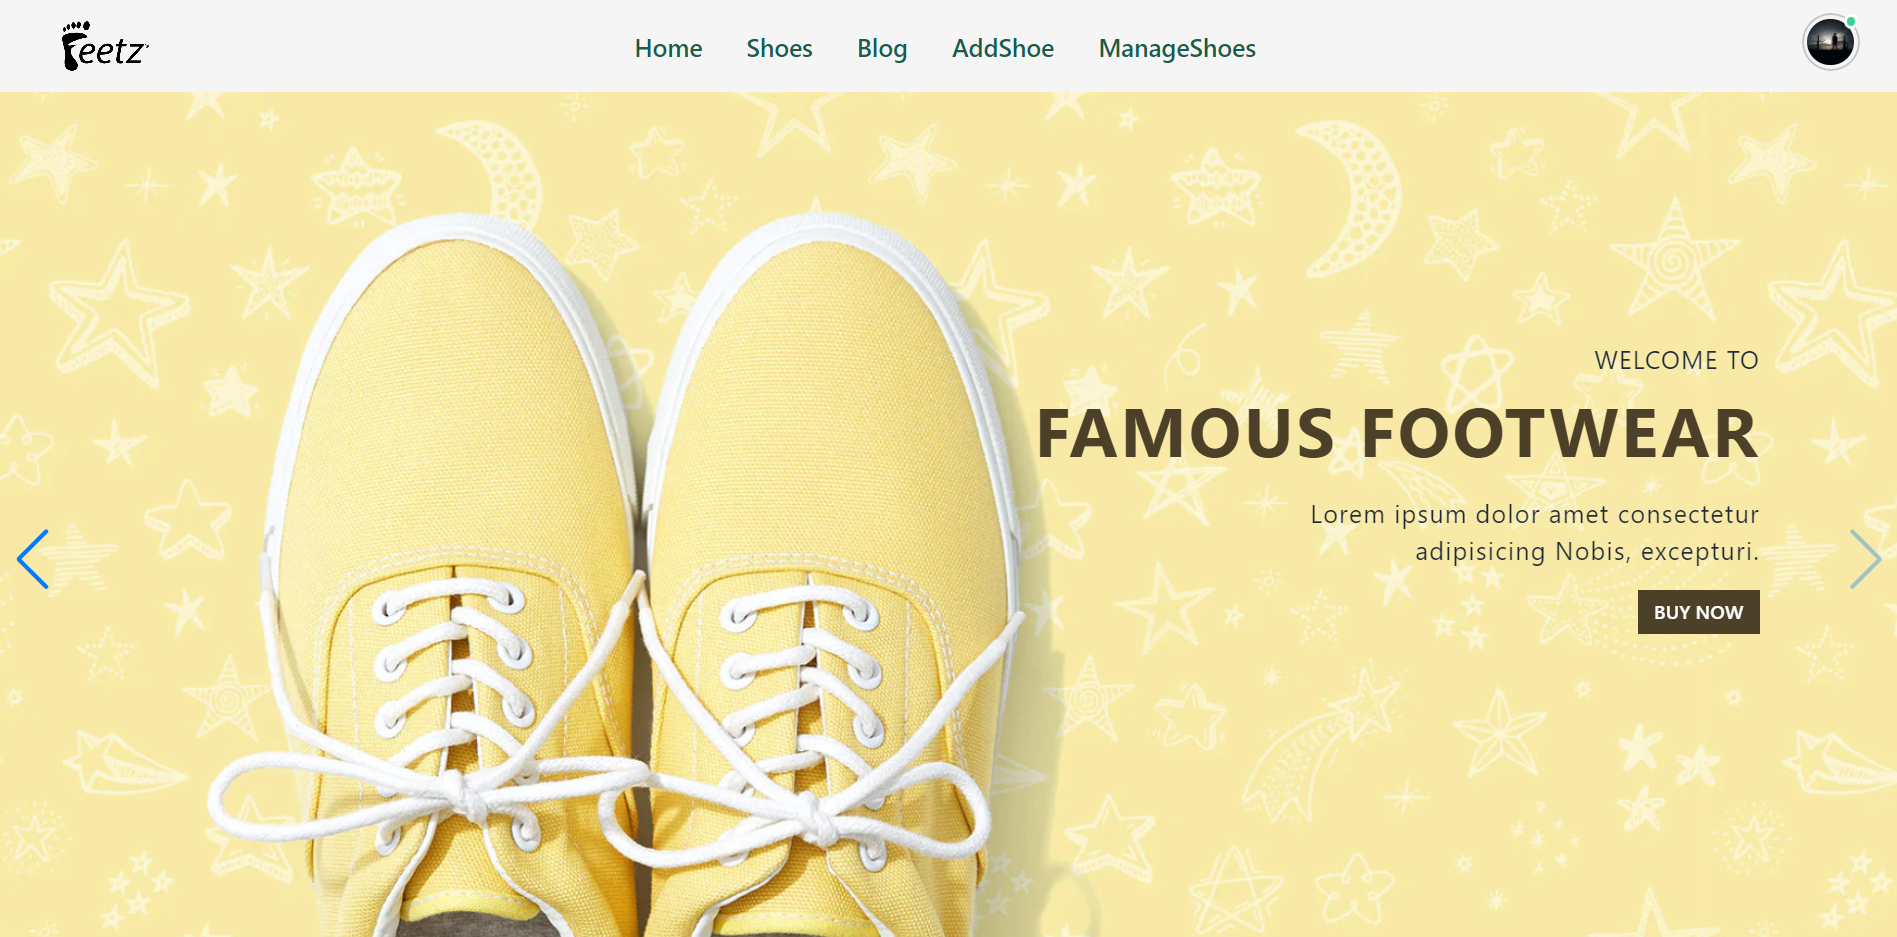 Feetz
Home Shoes Blog AddShoe ManageShoes
WELCOME TO
FAMOUS FOOTWEAR
Lorem ipsum dolor amet consectetur
adipisicing Nobis, excepturi.
BUY NOW